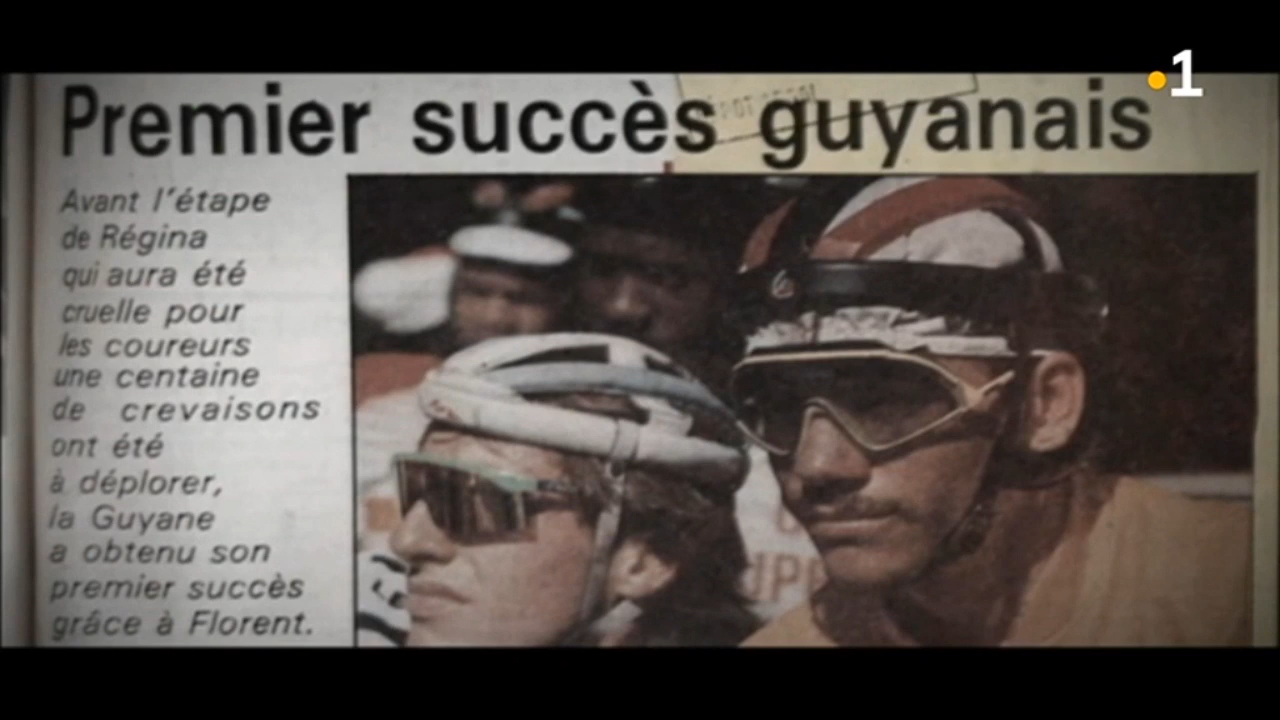 1
Premier succès guyanais
Avant l'étape
de Régina
qui aura été
cruelle pour
les coureurs
une centaine
de crevaisons
ont été
à déplorer,
la Guyane
a obtenu son
premier succès
grâce à Florent.